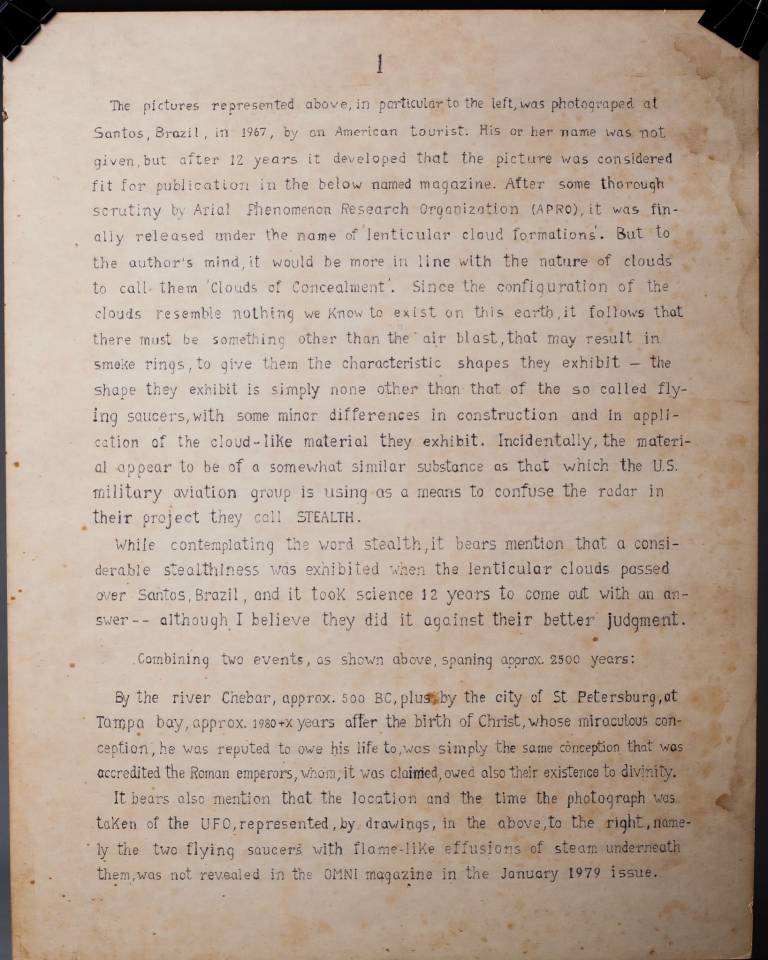 1
The pictures represented above, in particular to the left, was photograped at
Santos, Brazil, in 1967, by an American tourist. His or her name was not
given, but after 12 years it developed that the picture was considered
fit for publication in the below named magazine. After some thorough
scrutiny by Arial Phenomenon Research Organization (APRO), it was fin-
ally released under the name of 'lenticular cloud formations'. But to
the author's mind, it would be more in line with the nature of clouds
to call them 'Clouds of Concealment'. Since the configuration of the
clouds resemble nothing we know to exist on this earth, it follows that
there must be something other than the air blast, that may result in
smoke rings, to give them the characteristic shapes they exhibit — the
shape they exhibit is simply none other than that of the so called fly-
ing saucers, with some minor differences in construction and in appli-
cation of the cloud-like material they exhibit. Incidentally, the materi-
al appear to be of a somewhat similar substance as that which the U.S.
military aviation group is using as a means to confuse the radar in
their project they call STEALTH.
While contemplating the word stealth, it bears mention that a consi-
derable stealthiness was exhibited when the lenticular clouds passed
over Santos, Brazil, and it took science 12 years to come out with an an-
swer -- although I believe they did it against their better judgment.
Combining two events, as shown above, spaning approx. 2500 years:
By the river Chebar, approx. 500 BC, plus by the city of St Petersburg, at
Tampa bay, approx. 1980+X years after the birth of Christ, whose miraculous con-
ception, he was reputed to owe his life to, was simply the same conception that was
accredited the Roman emperors, whom, it was claimed, owed also their existence to divinity.
It bears also mention that the location and the time the photograph was
taken of the UFO, represented, by drawings, in the above, to the right, name-
ly the two flying saucers with flame-like effusions of steam underneath
them, was not revealed in the OMNI magazine in the January 1979 issue.